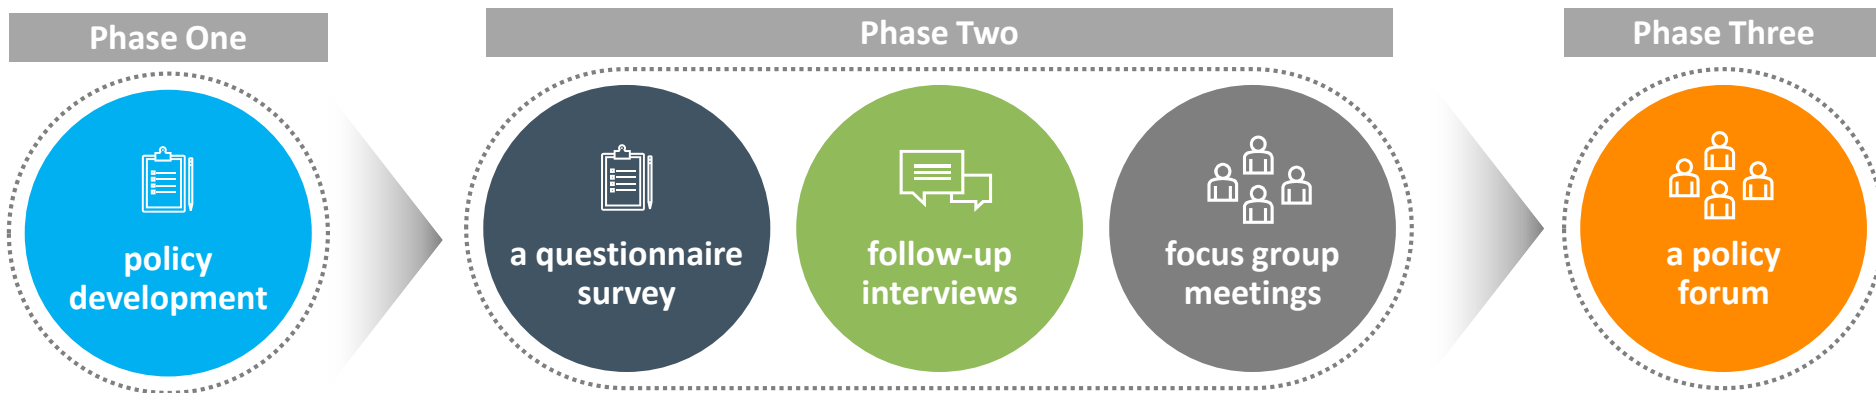 Phase One
policy
development
Phase Two
a questionnaire
survey
follow-up
interviews
focus group
meetings
Phase Three
a policy
forum